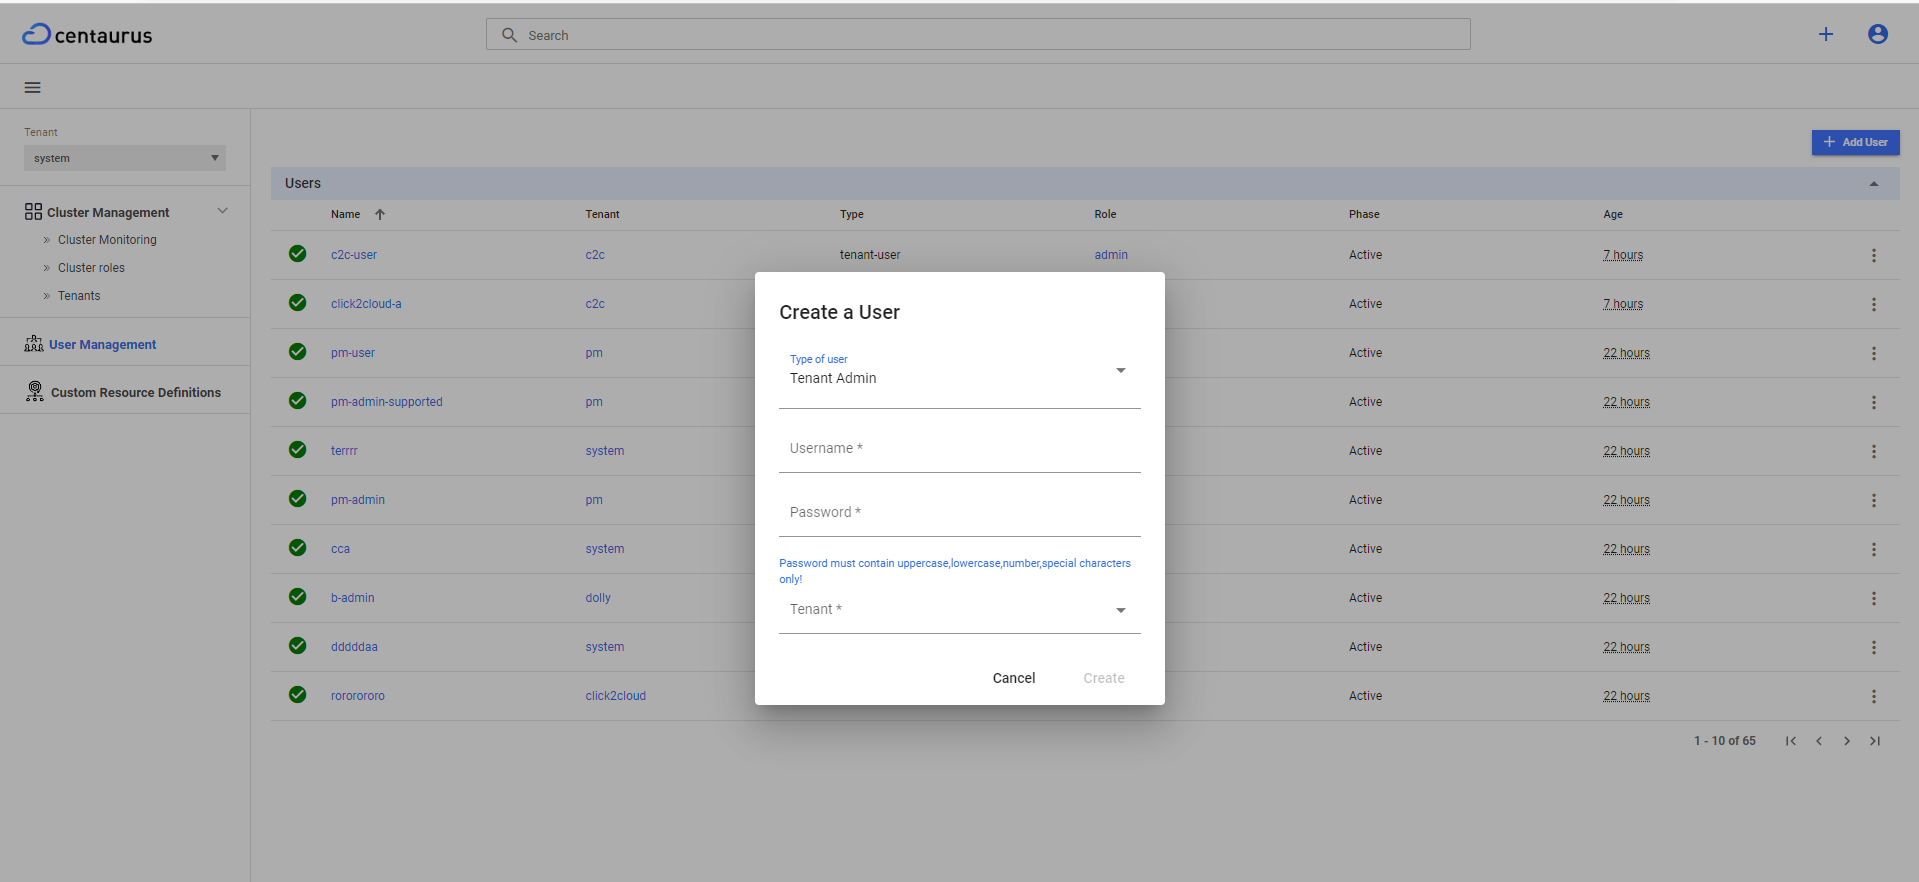 centaurus
Search
Tenant
system
Cluster Management
Cluster Monitoring
Cluster roles
Tenants
User Management
Custom Resource Definitions
Add User
Users
Name Tenant Type Role Phase Age
c2c-user c2c tenant-user admin Active 7 hours
click2cloud-a c2c Active 7 hours
pm-user pm Active 22 hours
pm-admin-supported pm Active 22 hours
terrrr system Active 22 hours
pm-admin pm Active 22 hours
cca system Active 22 hours
b-admin dolly Active 22 hours
dddddaa system Active 22 hours
rororororo click2cloud Active 22 hours
1 - 10 of 65
Create a User
Type of user
Tenant Admin
Username *
Password *
Password must contain uppercase,lowercase,number,special characters
only!
Tenant *
Cancel Create